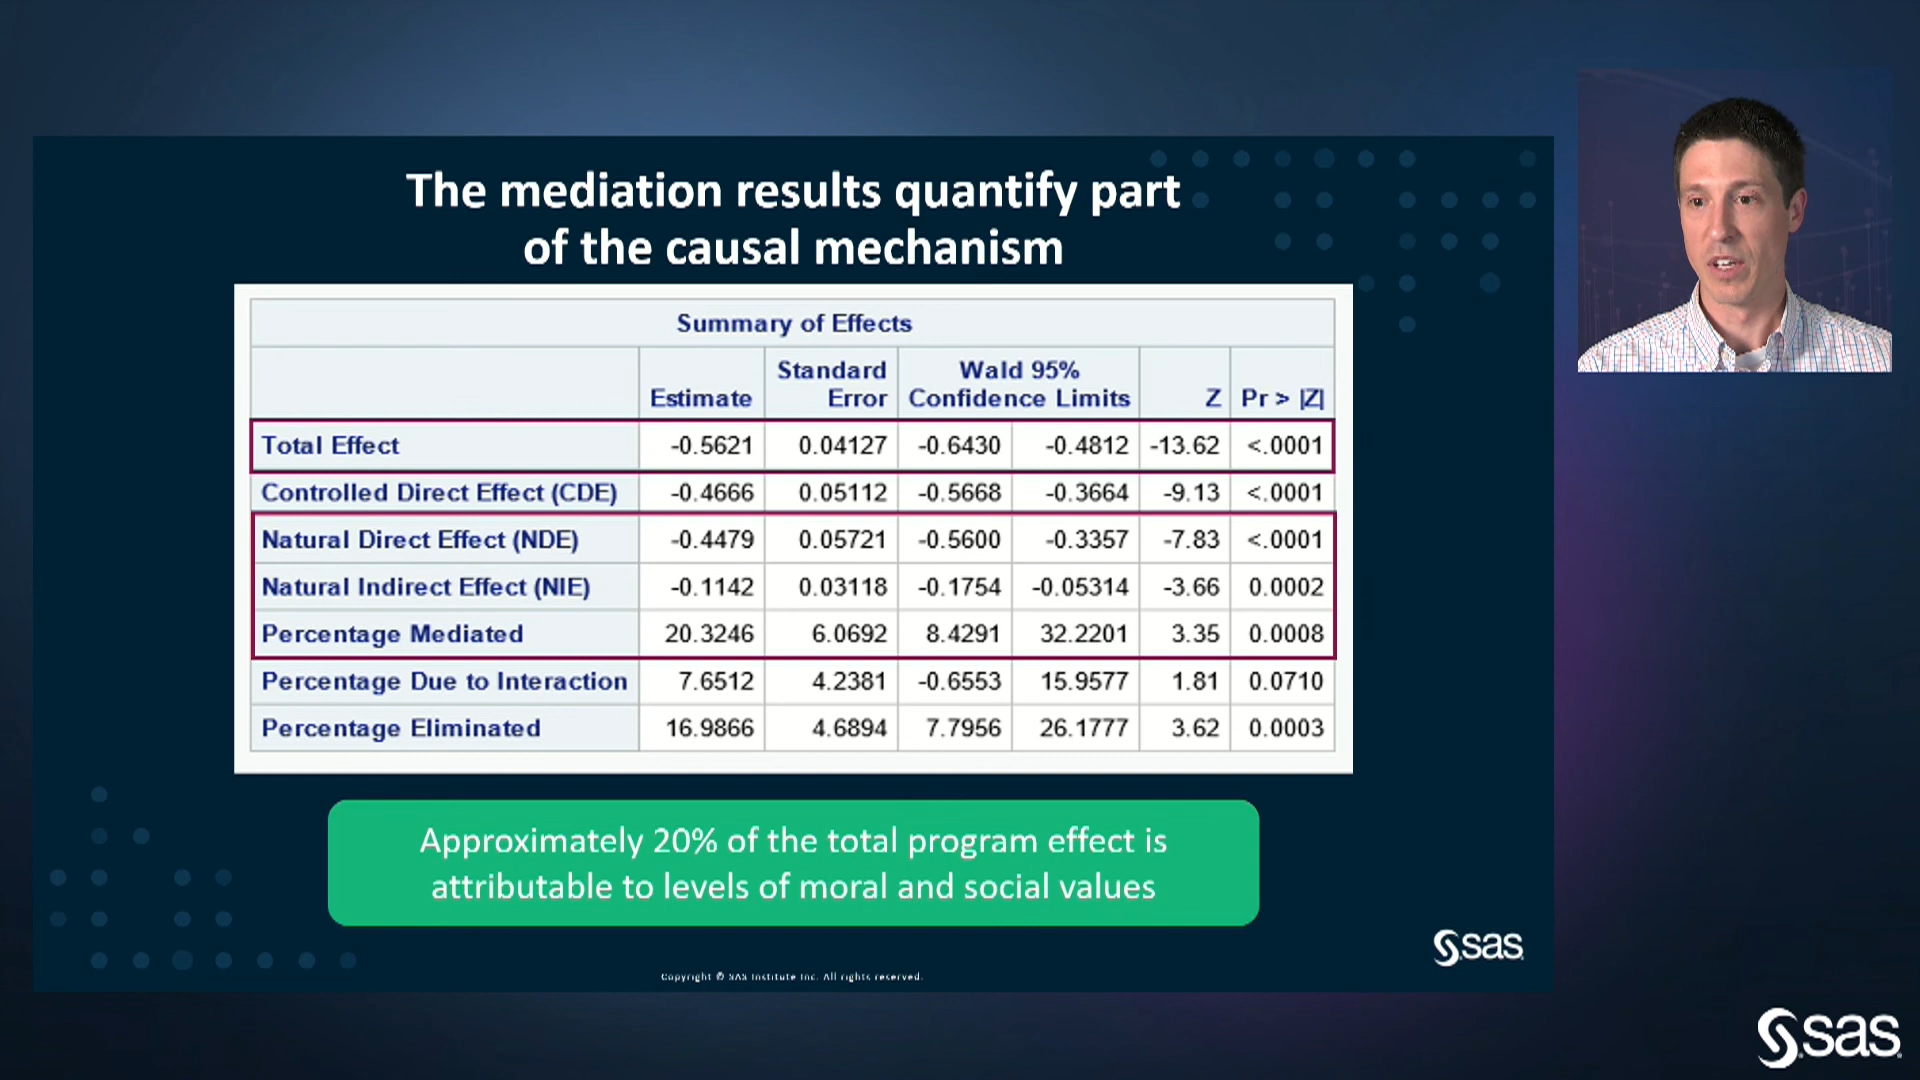 The mediation results quantify part
of the causal mechanism
Summary of Effects
Estimate Standard Error Wald 95% Confidence Limits Z Pr > |Z|
Total Effect -0.5621 0.04127 -0.6430 -0.4812 -13.62 <.0001
Controlled Direct Effect (CDE) -0.4666 0.05112 -0.5668 -0.3664 -9.13 <.0001
Natural Direct Effect (NDE) -0.4479 0.05721 -0.5600 -0.3357 -7.83 <.0001
Natural Indirect Effect (NIE) -0.1142 0.03118 -0.1754 -0.05314 -3.66 0.0002
Percentage Mediated 20.3246 6.0692 8.4291 32.2201 3.35 0.0008
Percentage Due to Interaction 7.6512 4.2381 -0.6553 15.9577 1.81 0.0710
Percentage Eliminated 16.9866 4.6894 7.7956 26.1777 3.62 0.0003
Approximately 20% of the total program effect is
attributable to levels of moral and social values
sas
Copyright © SAS Institute Inc. All rights reserved.
sas